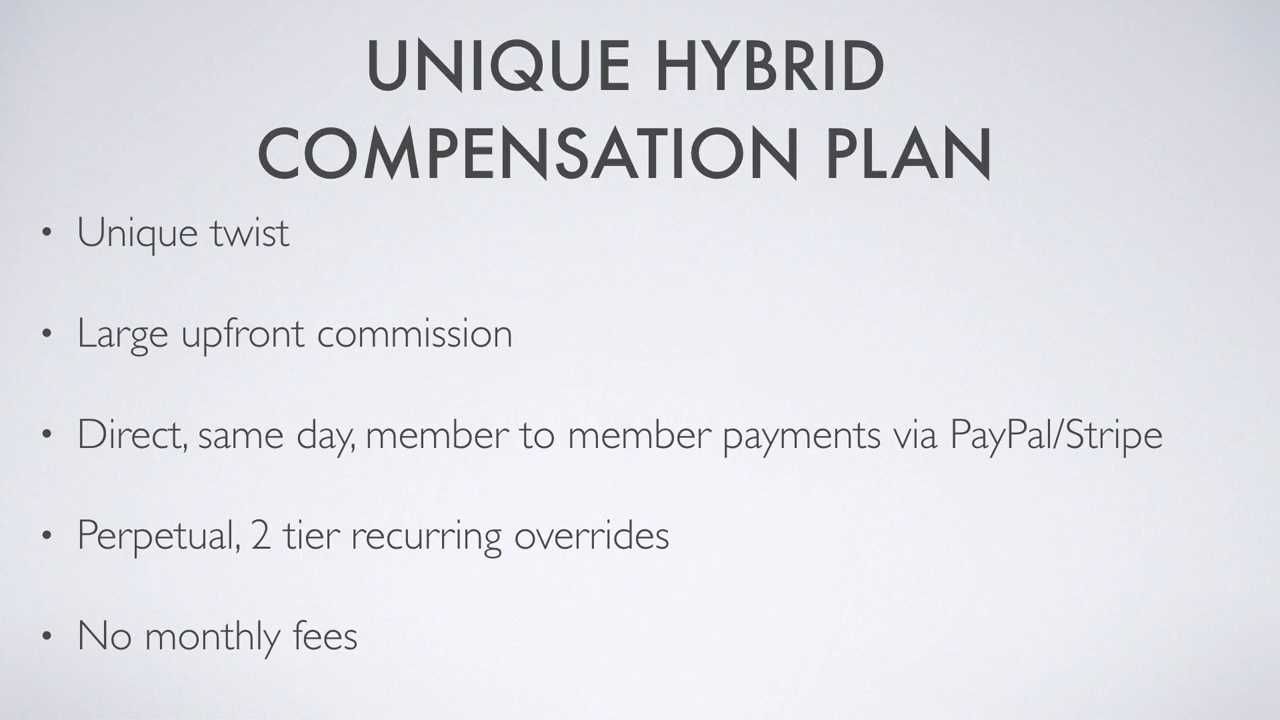 UNIQUE HYBRID
COMPENSATION PLAN
• Unique twist
• Large upfront commission
• Direct, same day, member to member payments via PayPal/Stripe
• Perpetual, 2 tier recurring overrides
• No monthly fees